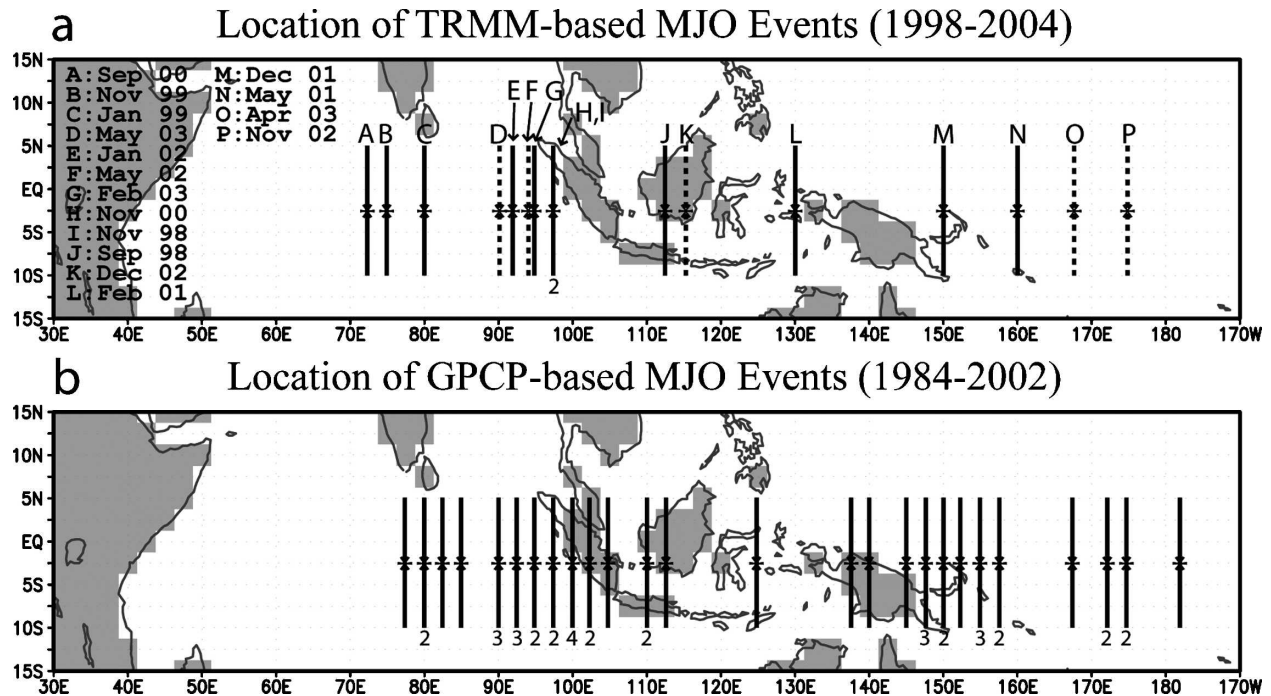 a Location of TRMM-based MJO Events (1998-2004)
15N
10N
5N
EQ
5S
10S
15S
A:Sep 00 M:Dec 01
B:Nov 99 N:May 01
C:Jan 99 O:Apr 03
D:May 03 P:Nov 02
E:Jan 02
F:May 02
G:Feb 03
H:Nov 00
I:Nov 98
J:Sep 98
K:Dec 02
L:Feb 01
E F G H,I
A B C D J K L M N O P
2
30E 40E 50E 60E 70E 80E 90E 100E 110E 120E 130E 140E 150E 160E 170E 180 170W
b Location of GPCP-based MJO Events (1984-2002)
15N
10N
5N
EQ
5S
10S
15S
2 3 3 2 2 4 2 2 3 2 3 2 2 2
30E 40E 50E 60E 70E 80E 90E 100E 110E 120E 130E 140E 150E 160E 170E 180 170W